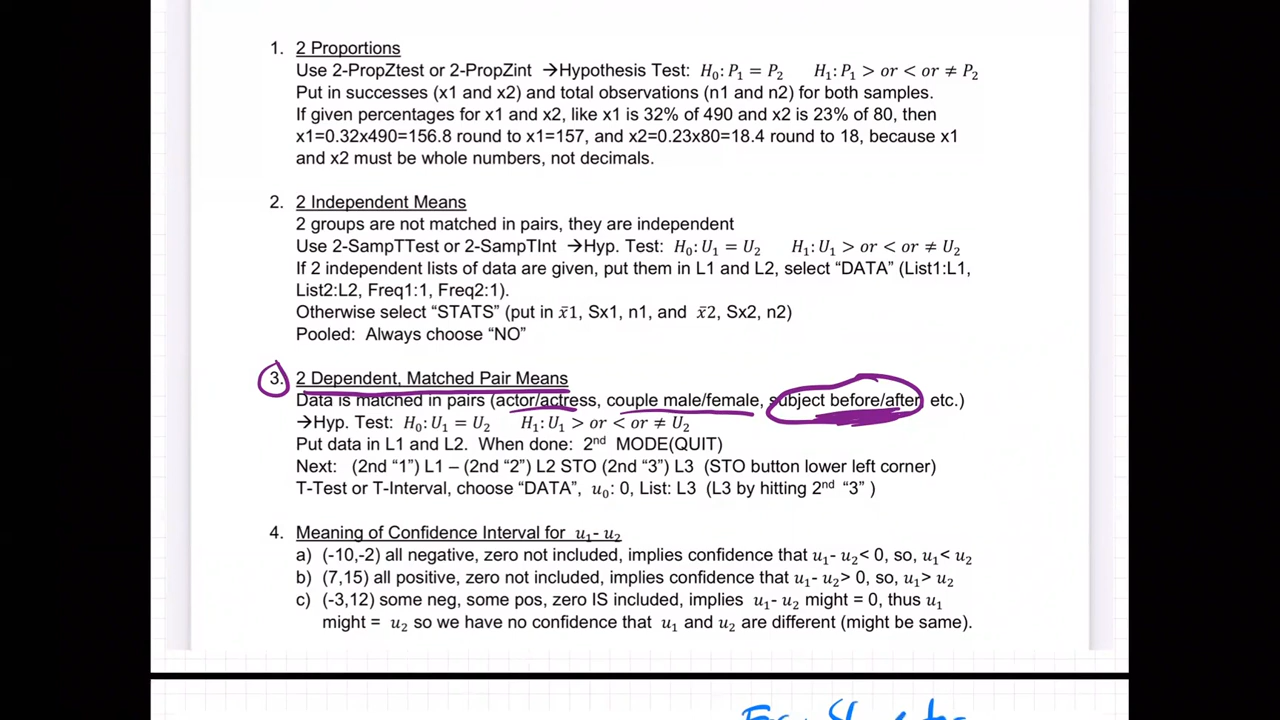 1. 2 Proportions
Use 2-PropZtest or 2-PropZint →Hypothesis Test: H₀: P₁ = P₂ H₁: P₁ > or < or ≠ P₂
Put in successes (x1 and x2) and total observations (n1 and n2) for both samples.
If given percentages for x1 and x2, like x1 is 32% of 490 and x2 is 23% of 80, then
x1=0.32x490=156.8 round to x1=157, and x2=0.23x80=18.4 round to 18, because x1
and x2 must be whole numbers, not decimals.
2. 2 Independent Means
2 groups are not matched in pairs, they are independent
Use 2-SampTTest or 2-SampTInt →Hyp. Test: H₀: U₁ = U₂ H₁: U₁ > or < or ≠ U₂
If 2 independent lists of data are given, put them in L1 and L2, select “DATA” (List1:L1,
List2:L2, Freq1:1, Freq2:1).
Otherwise select “STATS” (put in x̄1, Sx1, n1, and x̄2, Sx2, n2)
Pooled: Always choose “NO”
3. 2 Dependent, Matched Pair Means
Data is matched in pairs (actor/actress, couple male/female, subject before/after, etc.)
→Hyp. Test: H₀: U₁ = U₂ H₁: U₁ > or < or ≠ U₂
Put data in L1 and L2. When done: 2ⁿᵈ MODE(QUIT)
Next: (2nd “1”) L1 – (2nd “2”) L2 STO (2nd “3”) L3 (STO button lower left corner)
T-Test or T-Interval, choose “DATA”, u₀: 0, List: L3 (L3 by hitting 2ⁿᵈ “3” )
4. Meaning of Confidence Interval for u₁- u₂
a) (-10,-2) all negative, zero not included, implies confidence that u₁- u₂< 0, so, u₁< u₂
b) (7,15) all positive, zero not included, implies confidence that u₁- u₂> 0, so, u₁> u₂
c) (-3,12) some neg, some pos, zero IS included, implies u₁- u₂ might = 0, thus u₁
might = u₂ so we have no confidence that u₁ and u₂ are different (might be same).